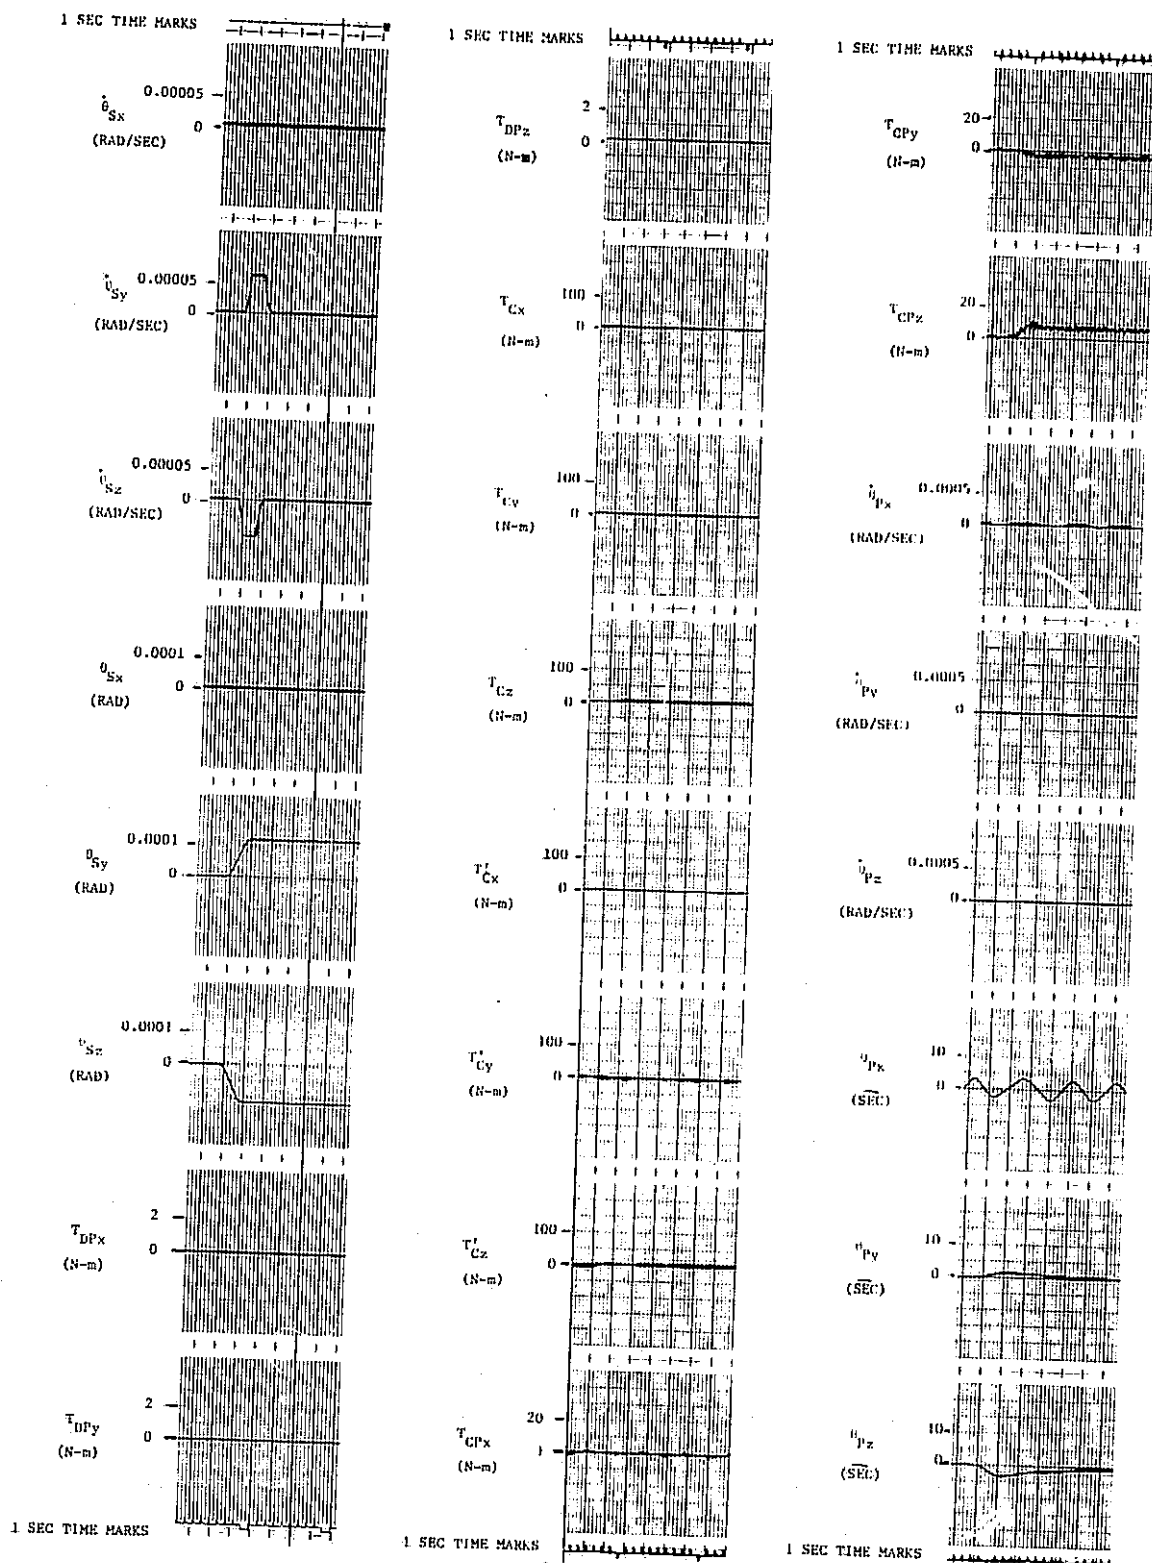 1 SEC TIME MARKS
0.00005
θ̇Sx
0
(RAD/SEC)
0.00005
θ̇Sy
0
(RAD/SEC)
0.00005
θ̇Sz
0
(RAD/SEC)
0.0001
θSx
0
(RAD)
0.0001
θSy
0
(RAD)
0.0001
θSz
0
(RAD)
2
TDPx
0
(N-m)
2
TDPy
0
(N-m)
1 SEC TIME MARKS
1 SEC TIME MARKS
2
TDPz
0
(N-m)
100
TCx
0
(N-m)
100
TCy
0
(N-m)
100
TCz
0
(N-m)
100
T'Cx
0
(N-m)
100
T'Cy
0
(N-m)
100
T'Cz
0
(N-m)
20
TCPx
(N-m)
1 SEC TIME MARKS
1 SEC TIME MARKS
20
TCPy
0
(N-m)
20
TCPz
0
(N-m)
0.0005
θ̇Px
0
(RAD/SEC)
0.0005
θ̇Py
0
(RAD/SEC)
0.0005
θ̇Pz
0
(RAD/SEC)
10
θPx
0
(SEC)
10
θPy
0
(SEC)
10
θPz
0
(SEC)
1 SEC TIME MARKS